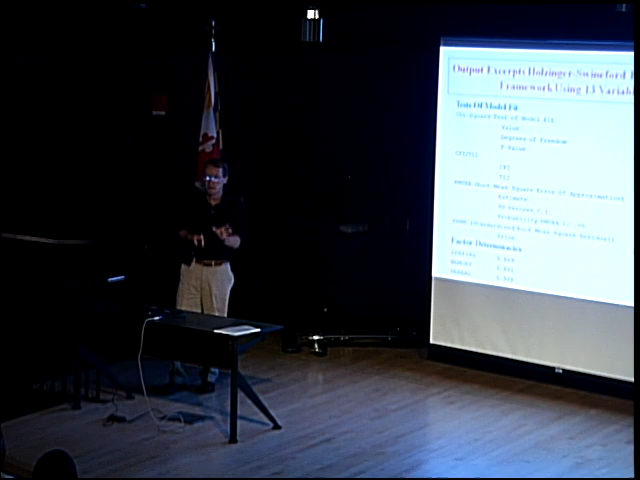 Output Excerpts Holzinger-Swineford
Framework Using 13 Variabl
Tests Of Model Fit
Chi-Square Test of Model Fit
Value
Degrees of Freedom
P-Value
CFI/TLI
CFI
TLI
RMSEA (Root Mean Square Error Of Approximation)
Estimate
90 Percent C.I.
Probability RMSEA <= .05
SRMR (Standardized Root Mean Square Residual)
Value
Factor Determinacies